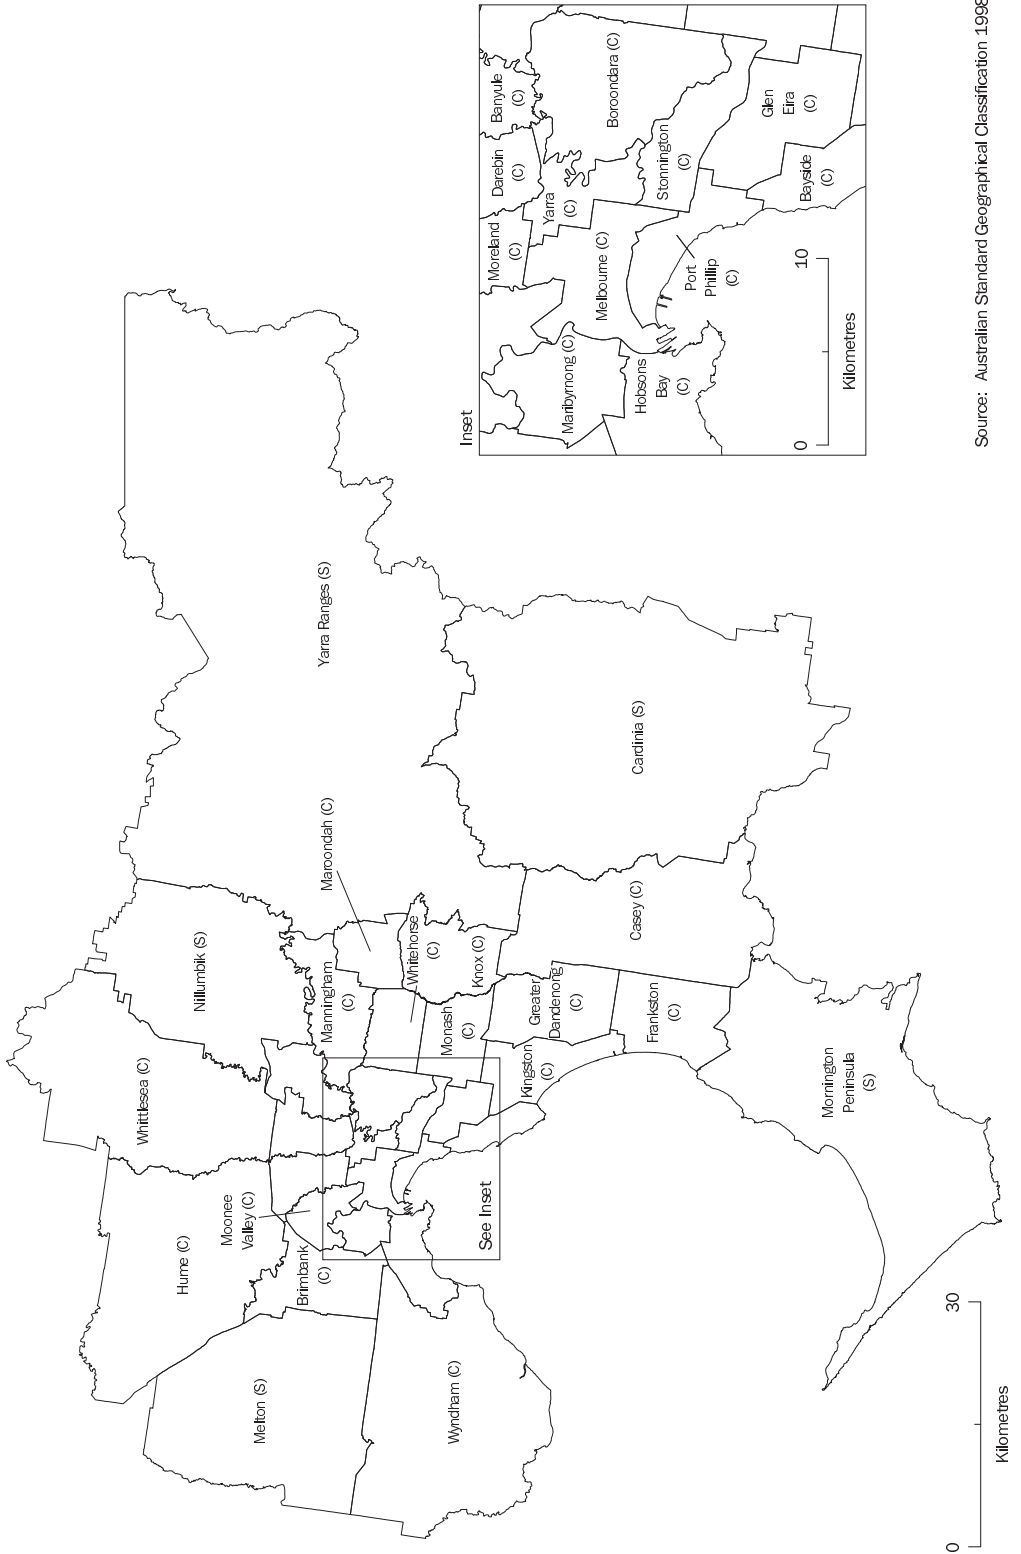 Whittlesea (C)
Nillumbik (S)
Hume (C)
Moonee
Valley (C)
Brimbank
(C)
Melton (S)
Wyndham (C)
Manningham
(C)
Maroondah (C)
Whitehorse
(C)
Knox (C)
Monash
(C)
Yarra Ranges (S)
Greater
Dandenong
(C)
Kingston
(C)
Frankston
(C)
Casey (C)
Cardinia (S)
Mornington
Peninsula
(S)
See Inset
0
30
Kilometres
Inset
Moreland
(C)
Darebin
(C)
Banyule
(C)
Maribyrnong (C)
Melbourne (C)
Yarra
(C)
Boroondara (C)
Hobsons
Bay
(C)
Port
Phillip
(C)
Stonnington
(C)
Glen
Eira
(C)
Bayside
(C)
0
10
Kilometres
Source: Australian Standard Geographical Classification 1998